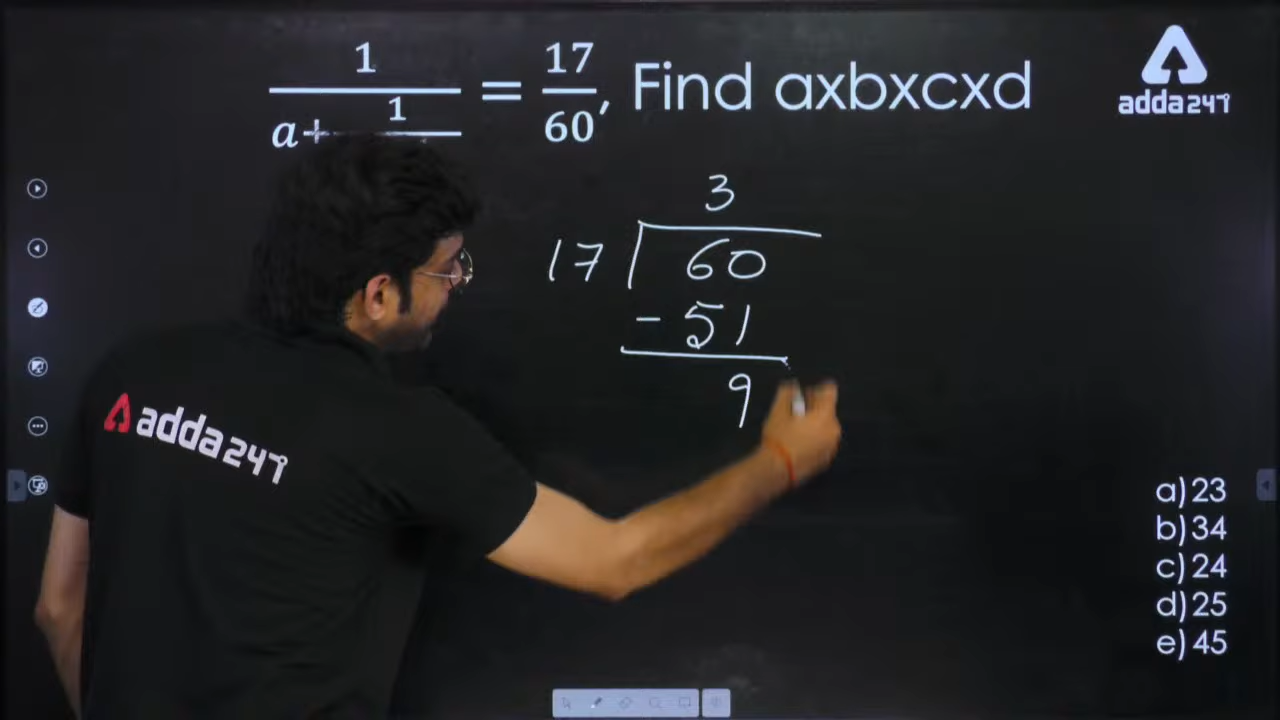 1
a+ 1
= 17
60
, Find axbxcxd
adda247
3
17 60
- 51
9
adda247
a) 23
b) 34
c) 24
d) 25
e) 45